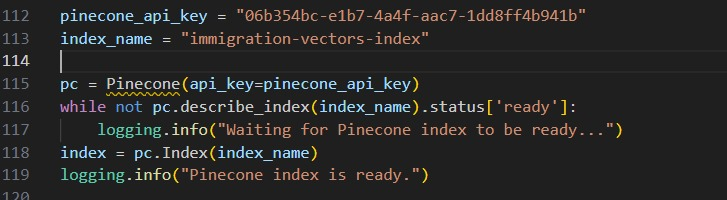 112 pinecone_api_key = "06b354bc-e1b7-4a4f-aac7-1dd8ff4b941b"
113 index_name = "immigration-vectors-index"
114
115 pc = Pinecone(api_key=pinecone_api_key)
116 while not pc.describe_index(index_name).status['ready']:
117     logging.info("Waiting for Pinecone index to be ready...")
118 index = pc.Index(index_name)
119 logging.info("Pinecone index is ready.")
120